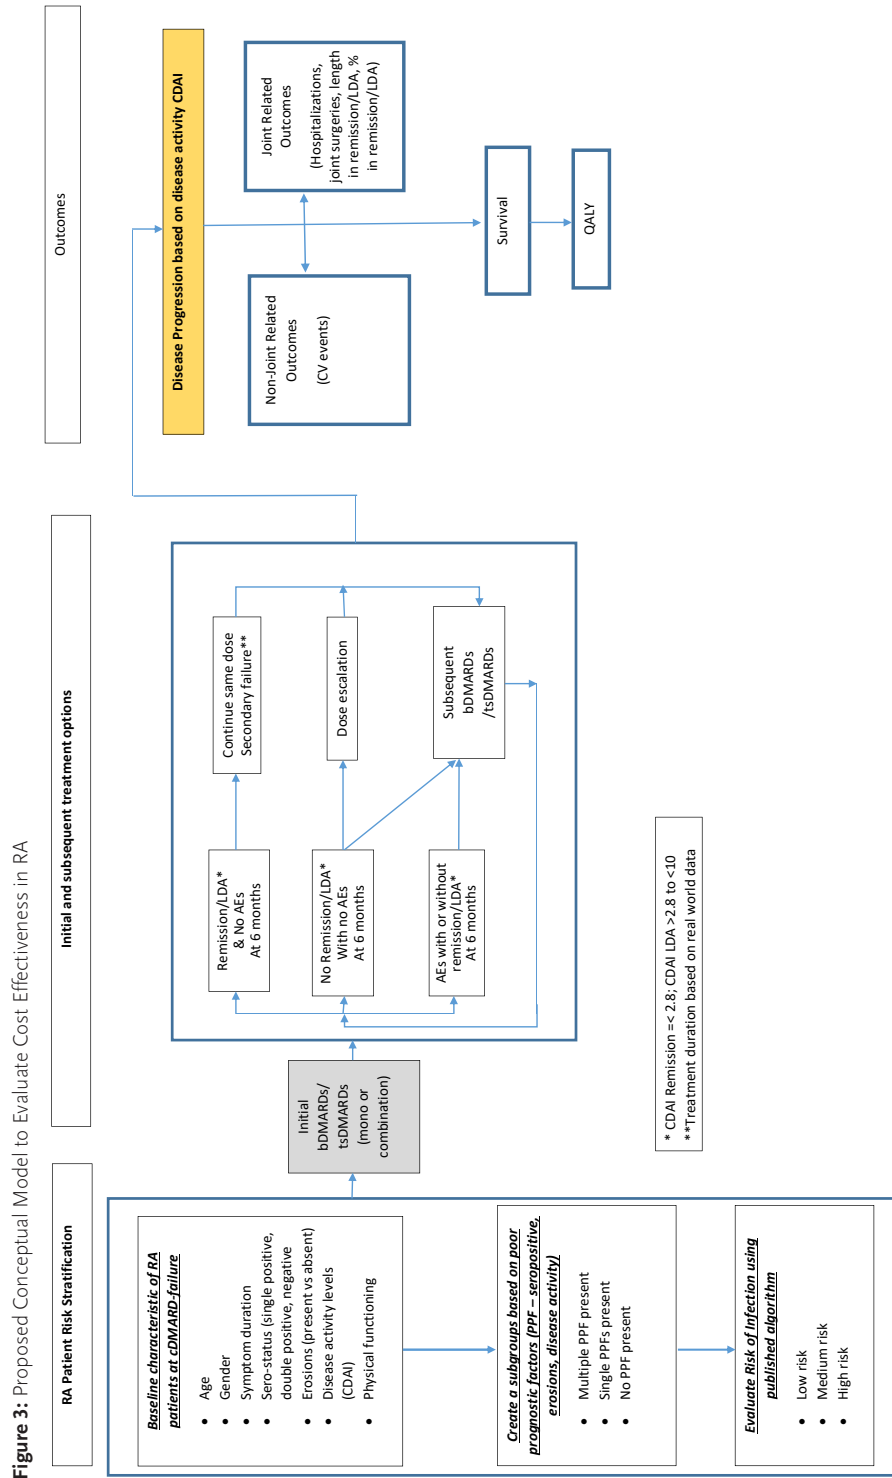 Figure 3: Proposed Conceptual Model to Evaluate Cost Effectiveness in RA
RA Patient Risk Stratification
Baseline characteristic of RA
patients at cDMARD-failure
• Age
• Gender
• Symptom duration
• Sero-status (single positive,
double positive, negative
• Erosions (present vs absent)
• Disease activity levels
(CDAI)
• Physical functioning
Create a subgroups based on poor
prognostic factors (PPF – seropositive,
erosions, disease activity)
• Multiple PPF present
• Single PPFs present
• No PPF present
Evaluate Risk of Infection using
published algorithm
• Low risk
• Medium risk
• High risk
Initial and subsequent treatment options
Initial
bDMARDs/
tsDMARDs
(mono or
combination)
Remission/LDA*
& No AEs
At 6 months
No Remission/LDA*
With no AEs
At 6 months
AEs with or without
remission/LDA*
At 6 months
Continue same dose
Secondary failure**
Dose escalation
Subsequent
bDMARDs
/tsDMARDs
* CDAI Remission =< 2.8; CDAI LDA >2.8 to <10
**Treatment duration based on real world data
Outcomes
Disease Progression based on disease activity CDAI
Non-Joint Related
Outcomes
(CV events)
Joint Related
Outcomes
(Hospitalizations,
joint surgeries, length
in remission/LDA, %
in remission/LDA)
Survival
QALY